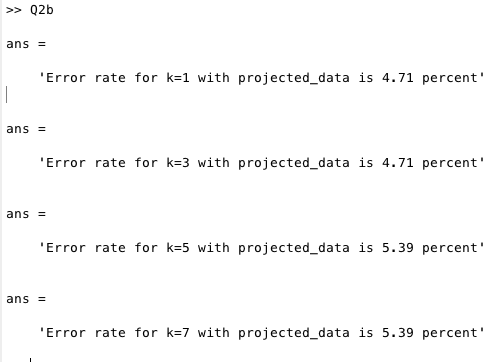 >> Q2b
ans =
'Error rate for k=1 with projected_data is 4.71 percent'
ans =
'Error rate for k=3 with projected_data is 4.71 percent'
ans =
'Error rate for k=5 with projected_data is 5.39 percent'
ans =
'Error rate for k=7 with projected_data is 5.39 percent'